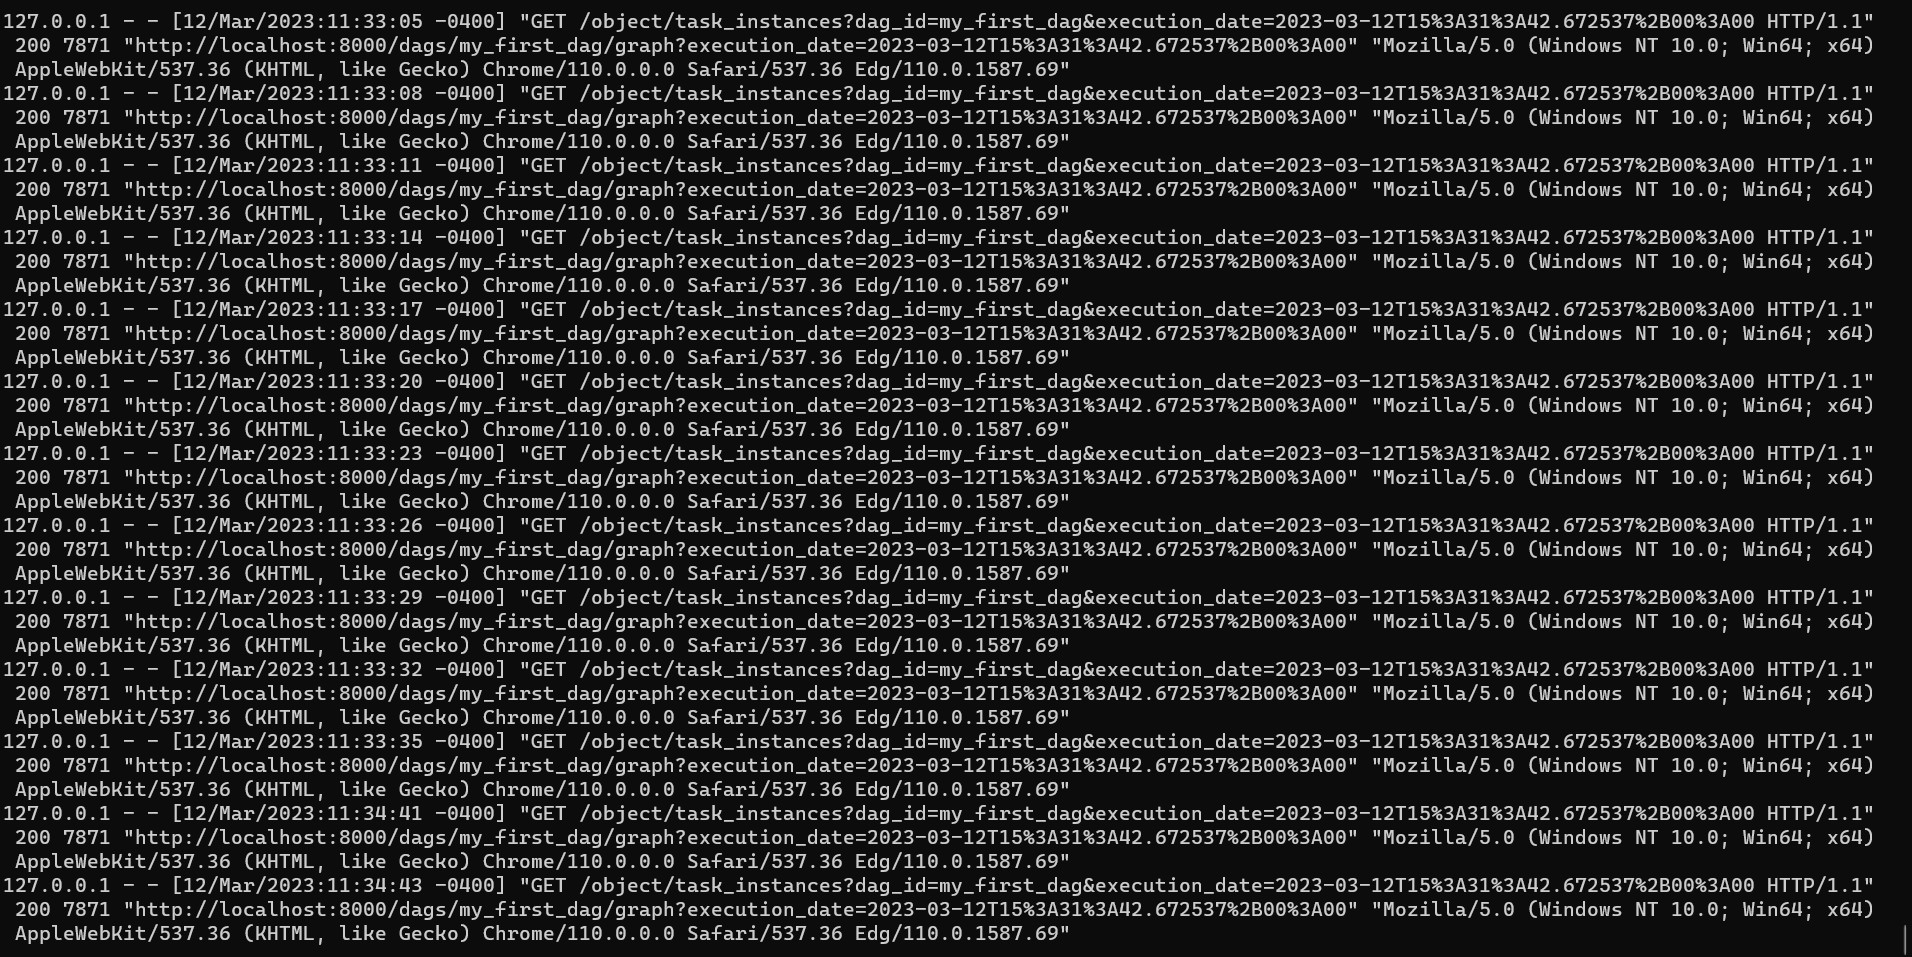 127.0.0.1 - - [12/Mar/2023:11:33:05 -0400] "GET /object/task_instances?dag_id=my_first_dag&execution_date=2023-03-12T15%3A31%3A42.672537%2B00%3A00 HTTP/1.1"
200 7871 "http://localhost:8000/dags/my_first_dag/graph?execution_date=2023-03-12T15%3A31%3A42.672537%2B00%3A00" "Mozilla/5.0 (Windows NT 10.0; Win64; x64)
AppleWebKit/537.36 (KHTML, like Gecko) Chrome/110.0.0.0 Safari/537.36 Edg/110.0.1587.69"
127.0.0.1 - - [12/Mar/2023:11:33:08 -0400] "GET /object/task_instances?dag_id=my_first_dag&execution_date=2023-03-12T15%3A31%3A42.672537%2B00%3A00 HTTP/1.1"
200 7871 "http://localhost:8000/dags/my_first_dag/graph?execution_date=2023-03-12T15%3A31%3A42.672537%2B00%3A00" "Mozilla/5.0 (Windows NT 10.0; Win64; x64)
AppleWebKit/537.36 (KHTML, like Gecko) Chrome/110.0.0.0 Safari/537.36 Edg/110.0.1587.69"
127.0.0.1 - - [12/Mar/2023:11:33:11 -0400] "GET /object/task_instances?dag_id=my_first_dag&execution_date=2023-03-12T15%3A31%3A42.672537%2B00%3A00 HTTP/1.1"
200 7871 "http://localhost:8000/dags/my_first_dag/graph?execution_date=2023-03-12T15%3A31%3A42.672537%2B00%3A00" "Mozilla/5.0 (Windows NT 10.0; Win64; x64)
AppleWebKit/537.36 (KHTML, like Gecko) Chrome/110.0.0.0 Safari/537.36 Edg/110.0.1587.69"
127.0.0.1 - - [12/Mar/2023:11:33:14 -0400] "GET /object/task_instances?dag_id=my_first_dag&execution_date=2023-03-12T15%3A31%3A42.672537%2B00%3A00 HTTP/1.1"
200 7871 "http://localhost:8000/dags/my_first_dag/graph?execution_date=2023-03-12T15%3A31%3A42.672537%2B00%3A00" "Mozilla/5.0 (Windows NT 10.0; Win64; x64)
AppleWebKit/537.36 (KHTML, like Gecko) Chrome/110.0.0.0 Safari/537.36 Edg/110.0.1587.69"
127.0.0.1 - - [12/Mar/2023:11:33:17 -0400] "GET /object/task_instances?dag_id=my_first_dag&execution_date=2023-03-12T15%3A31%3A42.672537%2B00%3A00 HTTP/1.1"
200 7871 "http://localhost:8000/dags/my_first_dag/graph?execution_date=2023-03-12T15%3A31%3A42.672537%2B00%3A00" "Mozilla/5.0 (Windows NT 10.0; Win64; x64)
AppleWebKit/537.36 (KHTML, like Gecko) Chrome/110.0.0.0 Safari/537.36 Edg/110.0.1587.69"
127.0.0.1 - - [12/Mar/2023:11:33:20 -0400] "GET /object/task_instances?dag_id=my_first_dag&execution_date=2023-03-12T15%3A31%3A42.672537%2B00%3A00 HTTP/1.1"
200 7871 "http://localhost:8000/dags/my_first_dag/graph?execution_date=2023-03-12T15%3A31%3A42.672537%2B00%3A00" "Mozilla/5.0 (Windows NT 10.0; Win64; x64)
AppleWebKit/537.36 (KHTML, like Gecko) Chrome/110.0.0.0 Safari/537.36 Edg/110.0.1587.69"
127.0.0.1 - - [12/Mar/2023:11:33:23 -0400] "GET /object/task_instances?dag_id=my_first_dag&execution_date=2023-03-12T15%3A31%3A42.672537%2B00%3A00 HTTP/1.1"
200 7871 "http://localhost:8000/dags/my_first_dag/graph?execution_date=2023-03-12T15%3A31%3A42.672537%2B00%3A00" "Mozilla/5.0 (Windows NT 10.0; Win64; x64)
AppleWebKit/537.36 (KHTML, like Gecko) Chrome/110.0.0.0 Safari/537.36 Edg/110.0.1587.69"
127.0.0.1 - - [12/Mar/2023:11:33:26 -0400] "GET /object/task_instances?dag_id=my_first_dag&execution_date=2023-03-12T15%3A31%3A42.672537%2B00%3A00 HTTP/1.1"
200 7871 "http://localhost:8000/dags/my_first_dag/graph?execution_date=2023-03-12T15%3A31%3A42.672537%2B00%3A00" "Mozilla/5.0 (Windows NT 10.0; Win64; x64)
AppleWebKit/537.36 (KHTML, like Gecko) Chrome/110.0.0.0 Safari/537.36 Edg/110.0.1587.69"
127.0.0.1 - - [12/Mar/2023:11:33:29 -0400] "GET /object/task_instances?dag_id=my_first_dag&execution_date=2023-03-12T15%3A31%3A42.672537%2B00%3A00 HTTP/1.1"
200 7871 "http://localhost:8000/dags/my_first_dag/graph?execution_date=2023-03-12T15%3A31%3A42.672537%2B00%3A00" "Mozilla/5.0 (Windows NT 10.0; Win64; x64)
AppleWebKit/537.36 (KHTML, like Gecko) Chrome/110.0.0.0 Safari/537.36 Edg/110.0.1587.69"
127.0.0.1 - - [12/Mar/2023:11:33:32 -0400] "GET /object/task_instances?dag_id=my_first_dag&execution_date=2023-03-12T15%3A31%3A42.672537%2B00%3A00 HTTP/1.1"
200 7871 "http://localhost:8000/dags/my_first_dag/graph?execution_date=2023-03-12T15%3A31%3A42.672537%2B00%3A00" "Mozilla/5.0 (Windows NT 10.0; Win64; x64)
AppleWebKit/537.36 (KHTML, like Gecko) Chrome/110.0.0.0 Safari/537.36 Edg/110.0.1587.69"
127.0.0.1 - - [12/Mar/2023:11:33:35 -0400] "GET /object/task_instances?dag_id=my_first_dag&execution_date=2023-03-12T15%3A31%3A42.672537%2B00%3A00 HTTP/1.1"
200 7871 "http://localhost:8000/dags/my_first_dag/graph?execution_date=2023-03-12T15%3A31%3A42.672537%2B00%3A00" "Mozilla/5.0 (Windows NT 10.0; Win64; x64)
AppleWebKit/537.36 (KHTML, like Gecko) Chrome/110.0.0.0 Safari/537.36 Edg/110.0.1587.69"
127.0.0.1 - - [12/Mar/2023:11:34:41 -0400] "GET /object/task_instances?dag_id=my_first_dag&execution_date=2023-03-12T15%3A31%3A42.672537%2B00%3A00 HTTP/1.1"
200 7871 "http://localhost:8000/dags/my_first_dag/graph?execution_date=2023-03-12T15%3A31%3A42.672537%2B00%3A00" "Mozilla/5.0 (Windows NT 10.0; Win64; x64)
AppleWebKit/537.36 (KHTML, like Gecko) Chrome/110.0.0.0 Safari/537.36 Edg/110.0.1587.69"
127.0.0.1 - - [12/Mar/2023:11:34:43 -0400] "GET /object/task_instances?dag_id=my_first_dag&execution_date=2023-03-12T15%3A31%3A42.672537%2B00%3A00 HTTP/1.1"
200 7871 "http://localhost:8000/dags/my_first_dag/graph?execution_date=2023-03-12T15%3A31%3A42.672537%2B00%3A00" "Mozilla/5.0 (Windows NT 10.0; Win64; x64)
AppleWebKit/537.36 (KHTML, like Gecko) Chrome/110.0.0.0 Safari/537.36 Edg/110.0.1587.69"